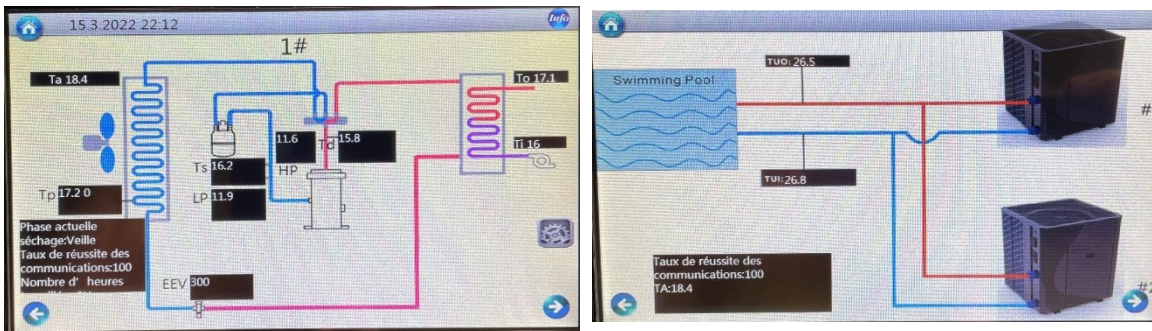 15.3.2022 22:12
Info
1#
Ta 18.4
To 17.1
11.6
Td 15.8
Ti 16
Ts 16.2
HP
Tp 17.2 0
LP 11.9
Phase actuelle
séchage:Veille
Taux de réussite des
communications:100
Nombre d' heures
EEV 300
TUO: 26.5
Swimming Pool
#
TUI: 26.8
Taux de réussite des
communications:100
TA:18.4
#2